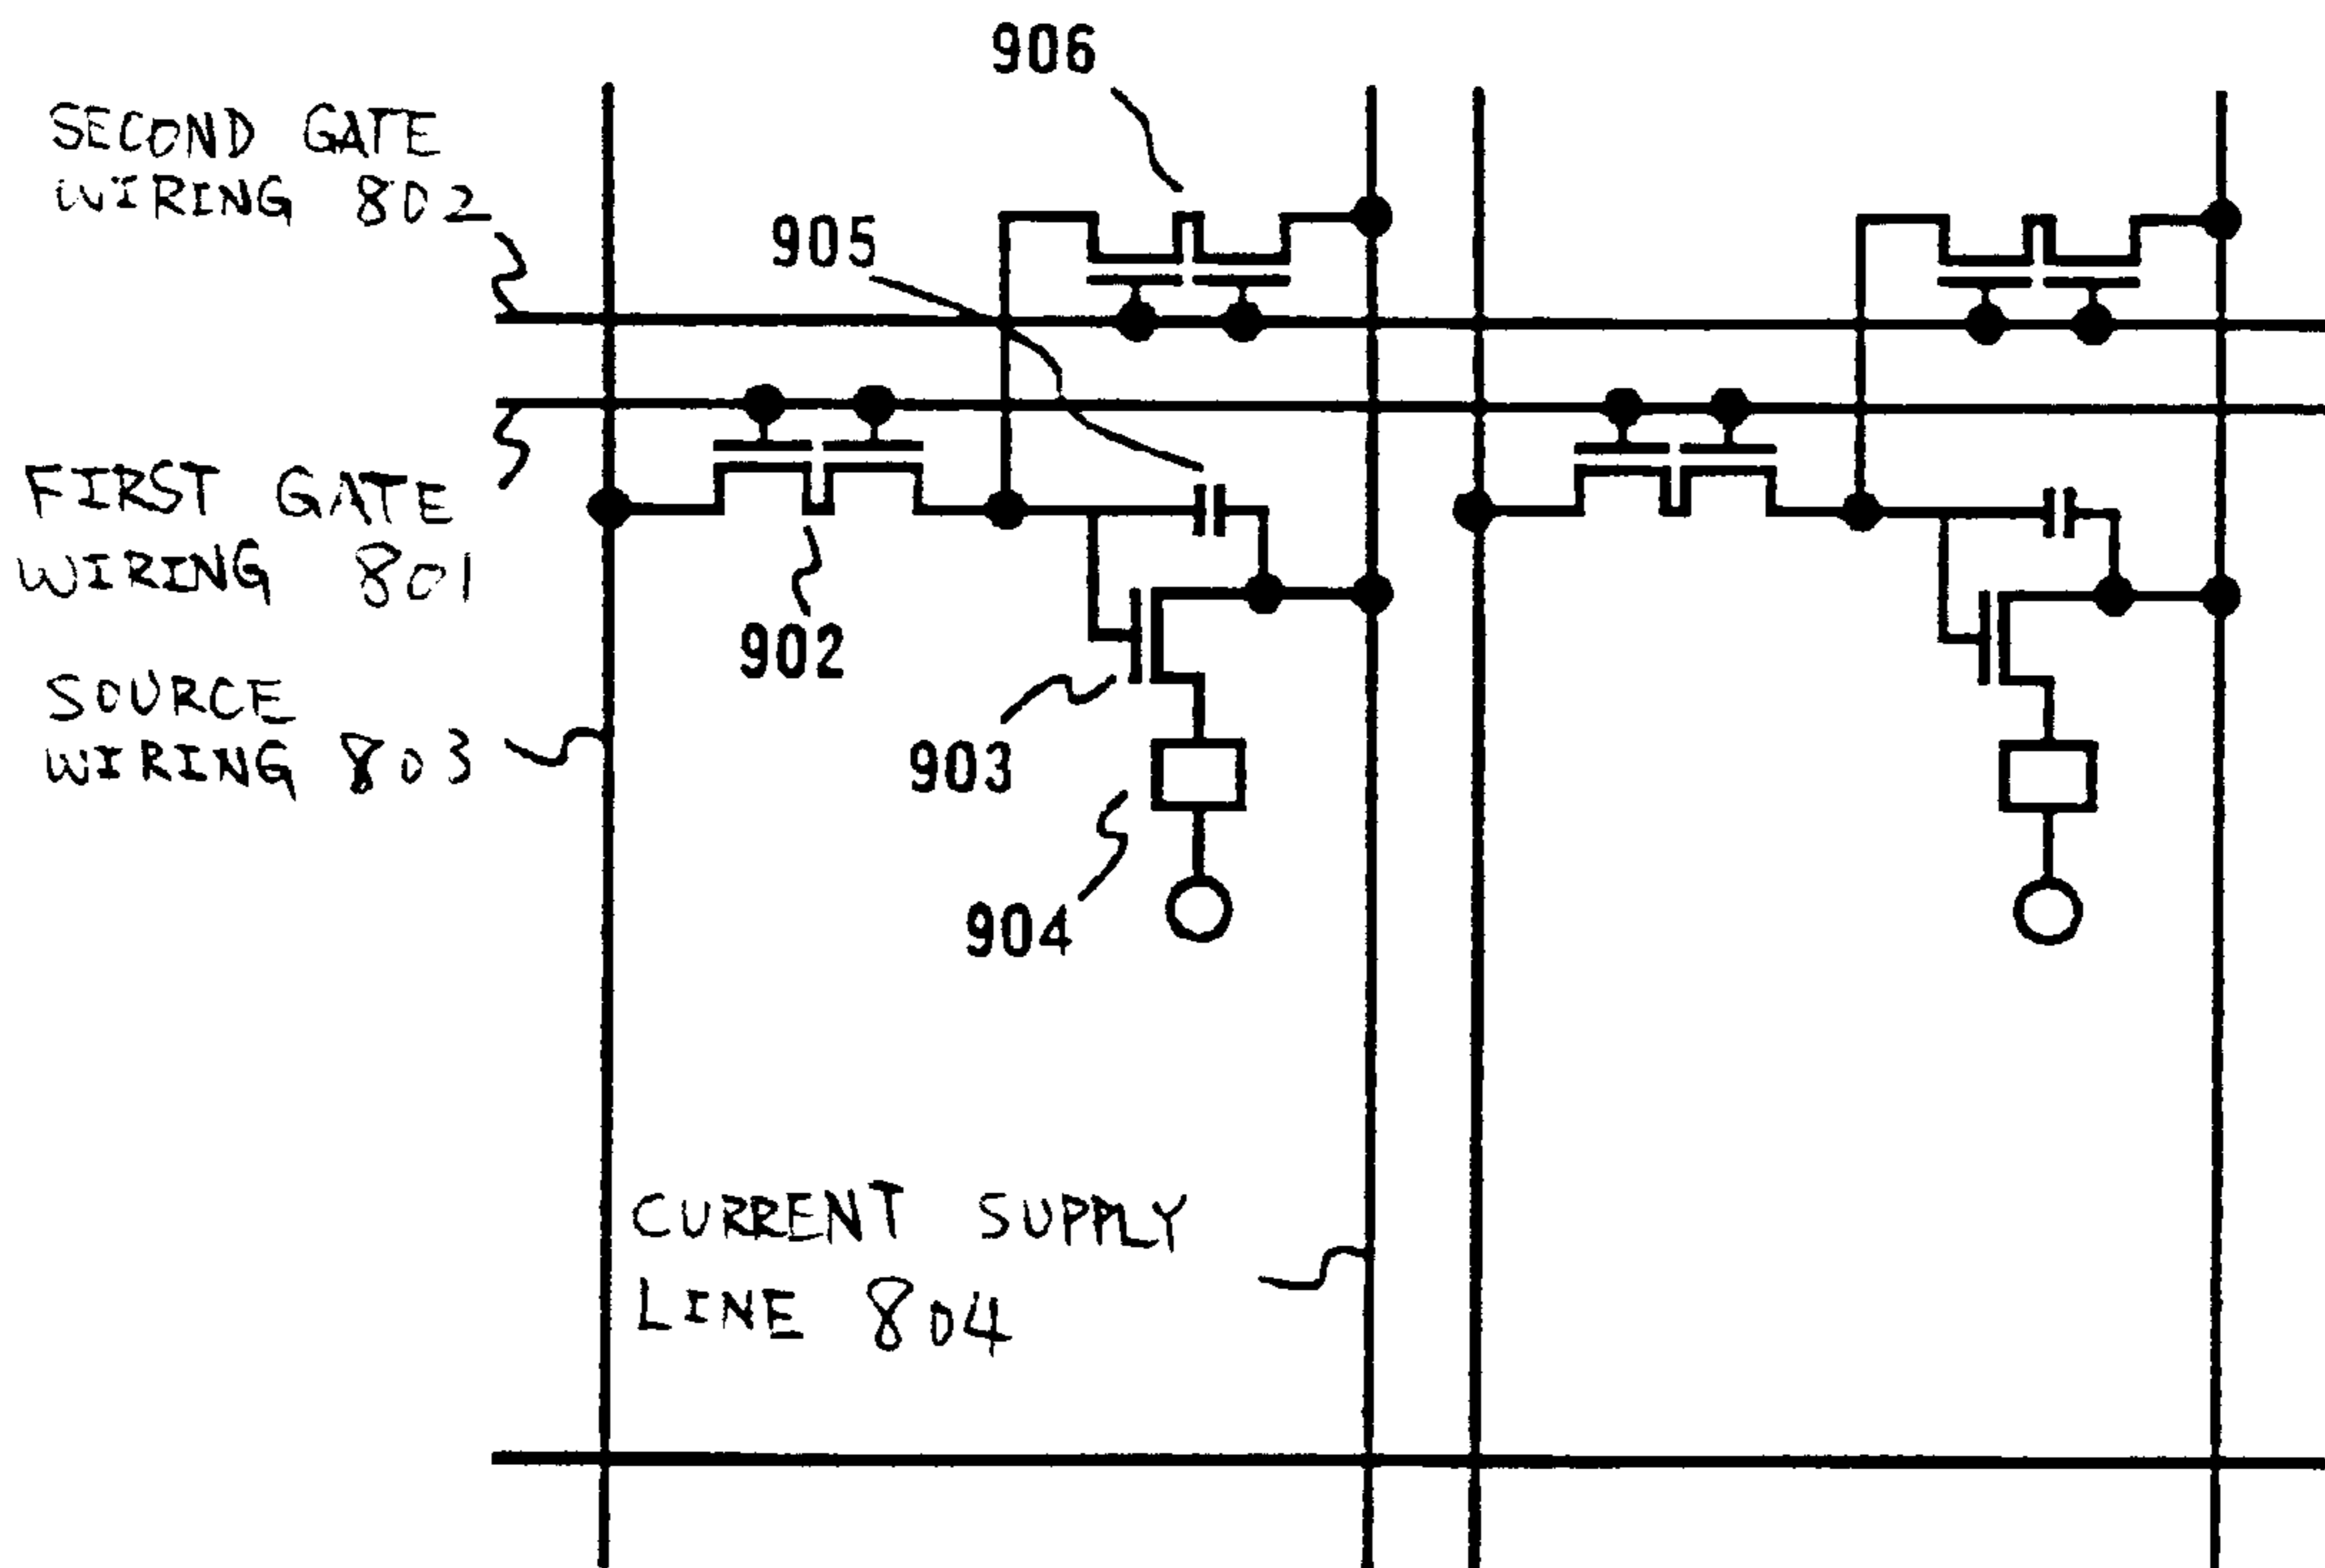 906
SECOND GATE
WIRING 802
905
FIRST GATE
WIRING 801
902
SOURCE
WIRING 803
903
904
CURRENT SUPPLY
LINE 804